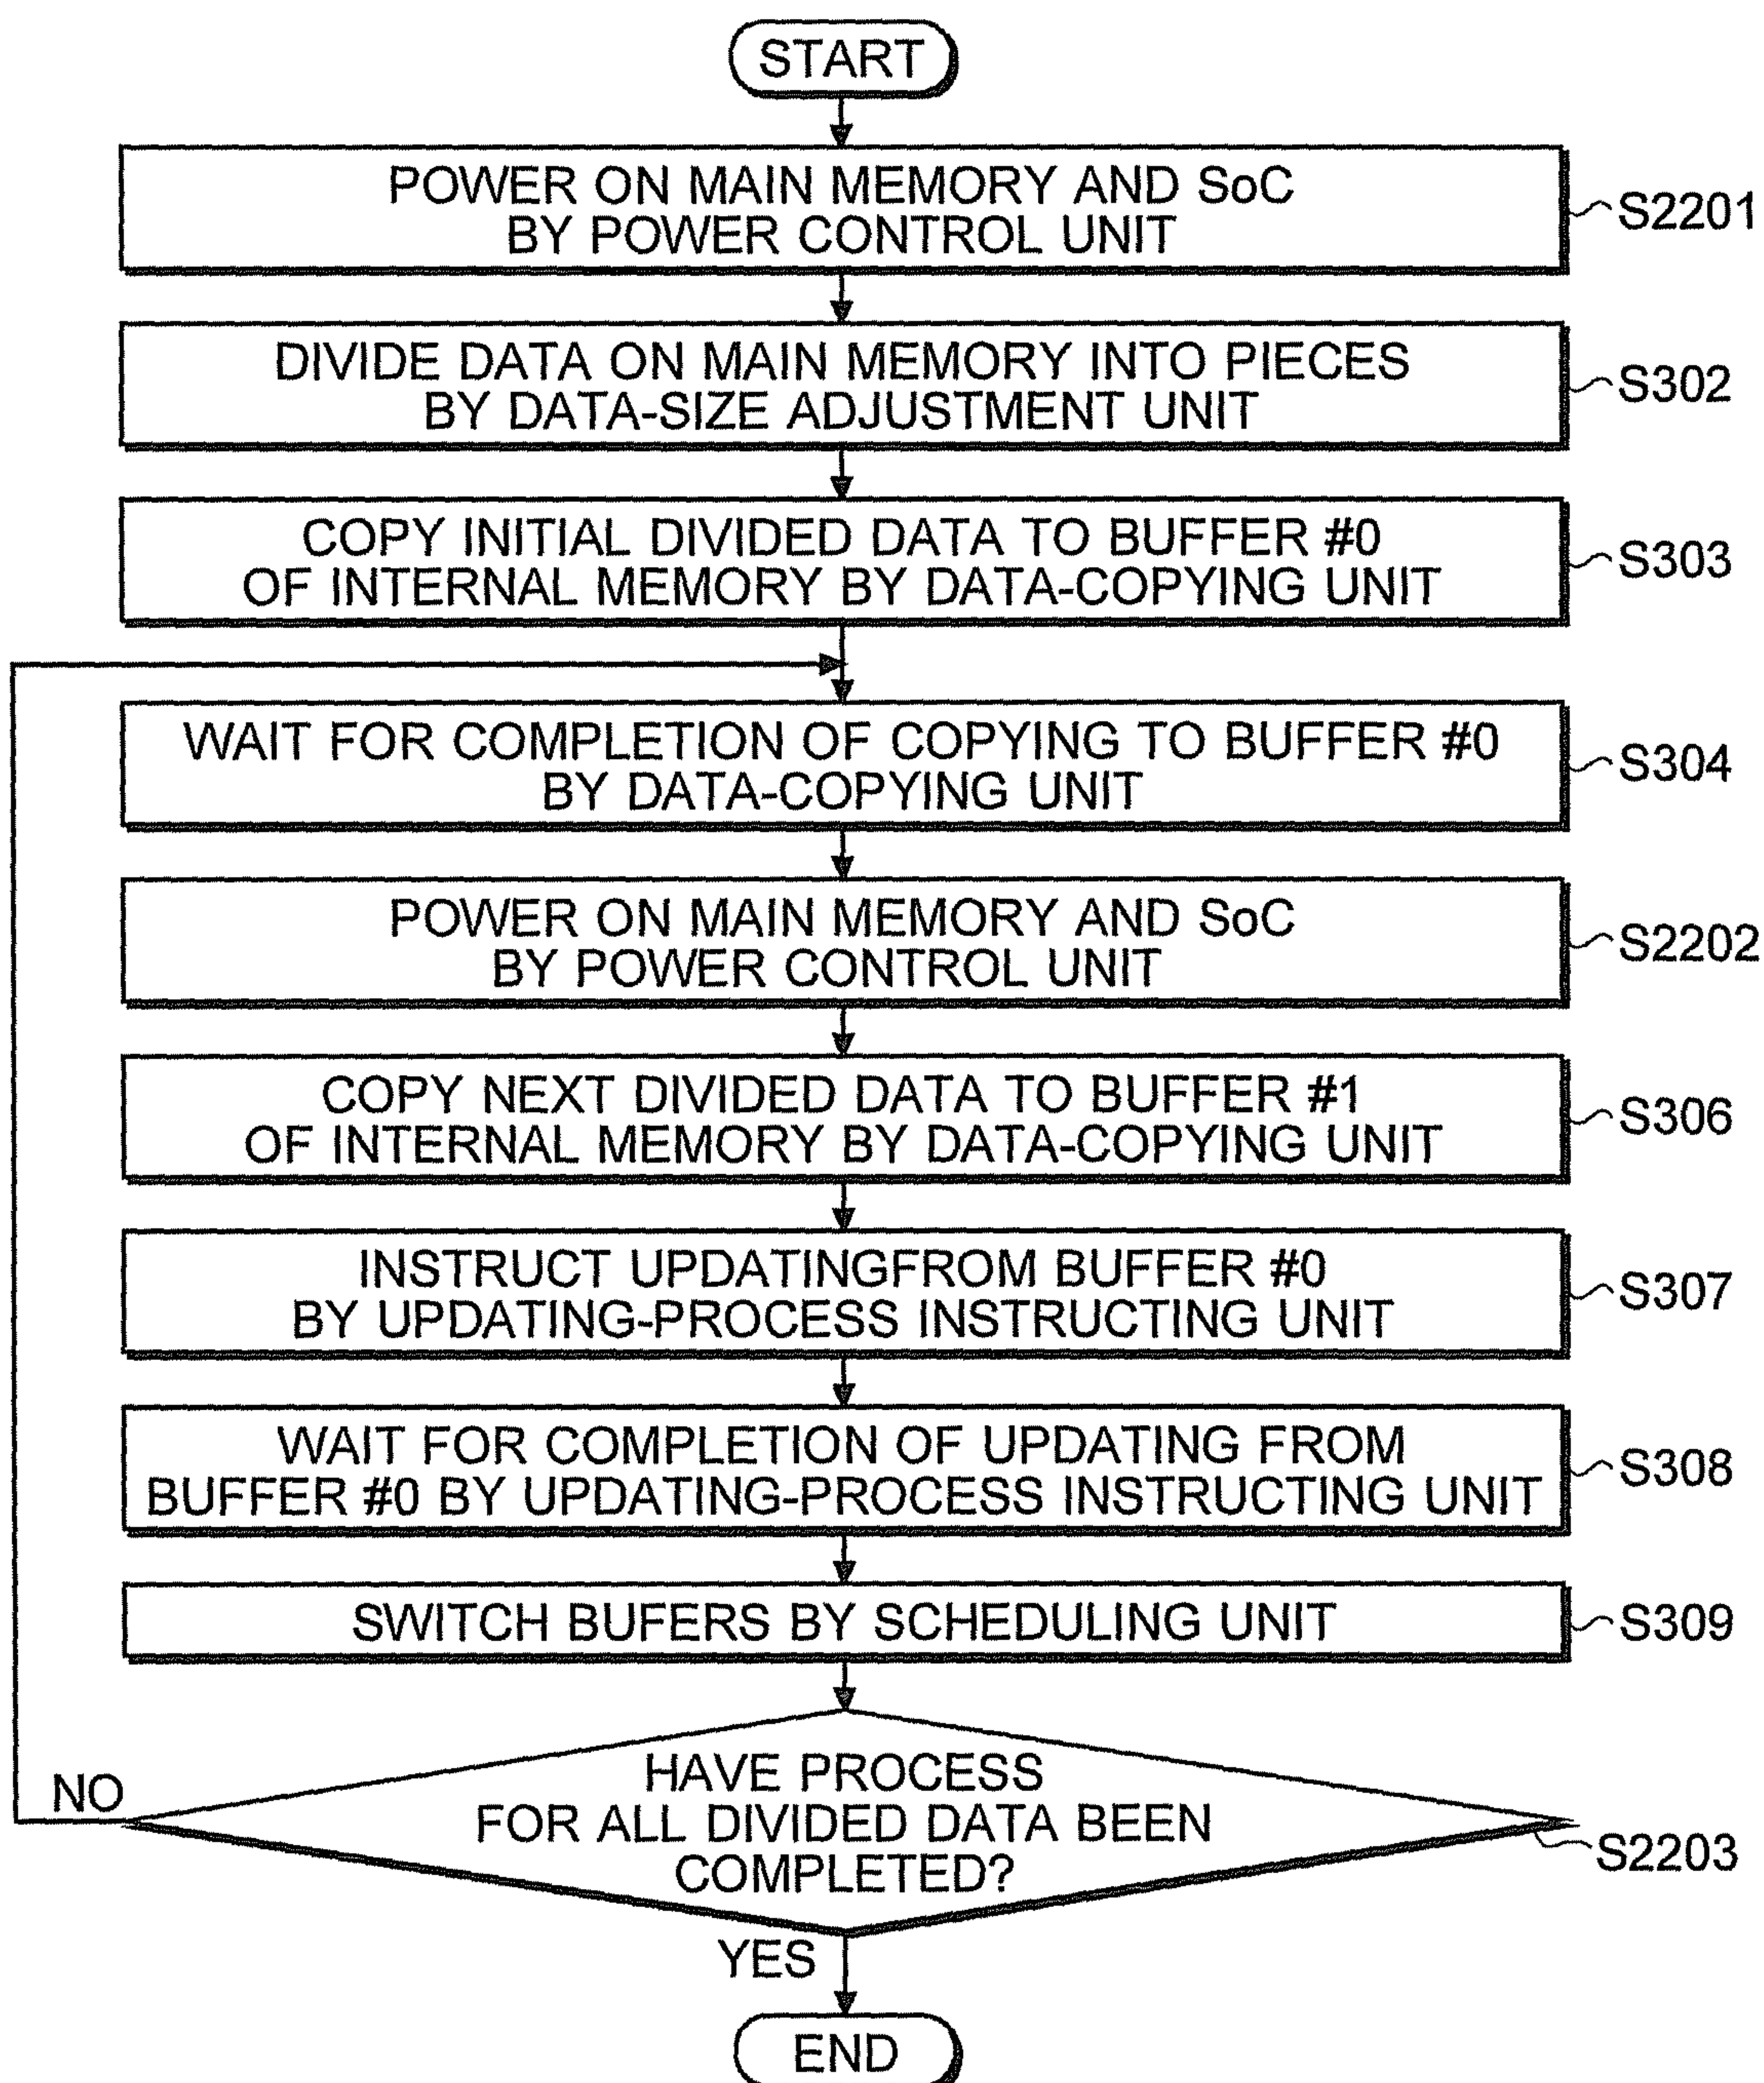 START
POWER ON MAIN MEMORY AND SoC
BY POWER CONTROL UNIT
S2201
DIVIDE DATA ON MAIN MEMORY INTO PIECES
BY DATA-SIZE ADJUSTMENT UNIT
S302
COPY INITIAL DIVIDED DATA TO BUFFER #0
OF INTERNAL MEMORY BY DATA-COPYING UNIT
S303
WAIT FOR COMPLETION OF COPYING TO BUFFER #0
BY DATA-COPYING UNIT
S304
POWER ON MAIN MEMORY AND SoC
BY POWER CONTROL UNIT
S2202
COPY NEXT DIVIDED DATA TO BUFFER #1
OF INTERNAL MEMORY BY DATA-COPYING UNIT
S306
INSTRUCT UPDATINGFROM BUFFER #0
BY UPDATING-PROCESS INSTRUCTING UNIT
S307
WAIT FOR COMPLETION OF UPDATING FROM
BUFFER #0 BY UPDATING-PROCESS INSTRUCTING UNIT
S308
SWITCH BUFERS BY SCHEDULING UNIT
S309
HAVE PROCESS
FOR ALL DIVIDED DATA BEEN
COMPLETED?
S2203
NO
YES
END